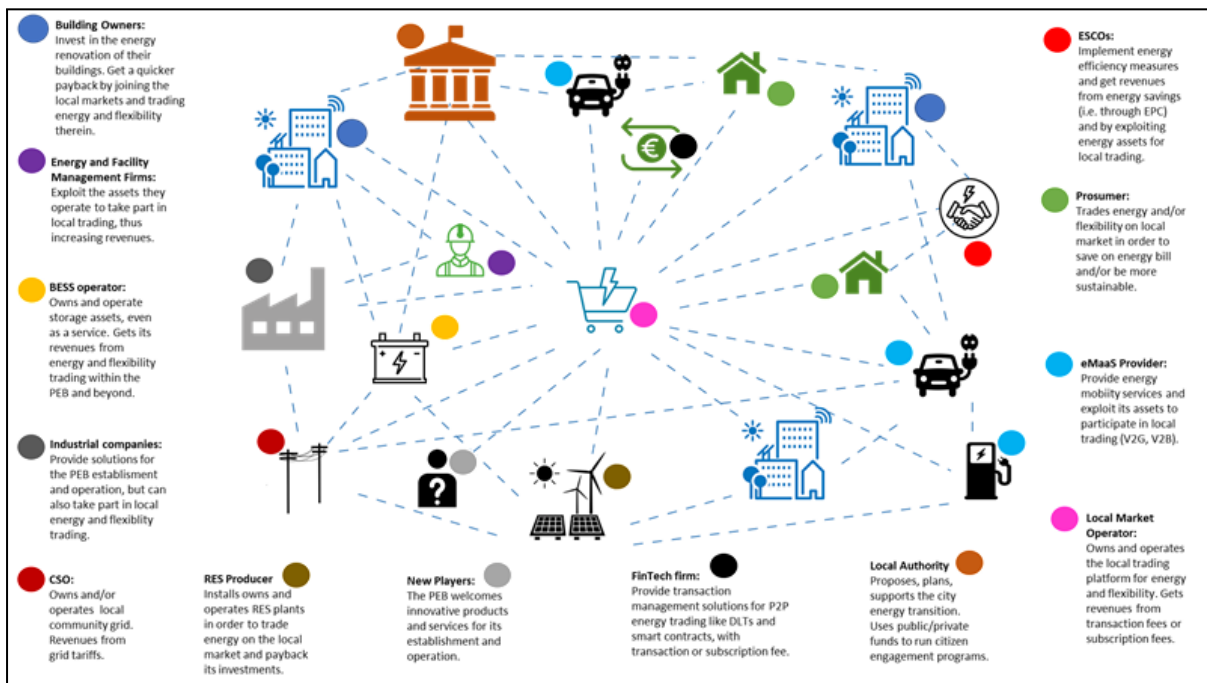 Building Owners:
Invest in the energy
renovation of their
buildings. Get a quicker
payback by joining the
local markets and trading
energy and flexibility
therein.
Energy and Facility
Management Firms:
Exploit the assets they
operate to take part in
local trading, thus
increasing revenues.
BESS operator:
Owns and operate
storage assets, even
as a service. Gets its
revenues from
energy and flexibility
trading within the
PEB and beyond.
Industrial companies:
Provide solutions for
the PEB establisment
and operation, but can
also take part in local
energy and flexiblity
trading.
CSO:
Owns and/or
operates local
community grid.
Revenues from
grid tariffs.
RES Producer
Installs owns and
operates RES plants
in order to trade
energy on the local
market and payback
its investments.
New Players:
The PEB welcomes
innovative products
and services for its
establishment and
operation.
FinTech firm:
Provide transaction
management solutions for P2P
energy trading like DLTs and
smart contracts, with
transaction or subscription fee.
Local Authority
Proposes, plans,
supports the city
energy transition.
Uses public/private
funds to run citizen
engagement programs.
ESCOs:
Implement energy
efficiency measures
and get revenues
from energy savings
(i.e. through EPC)
and by exploiting
energy assets for
local trading.
Prosumer:
Trades energy and/or
flexibility on local
market in order to
save on energy bill
and/or be more
sustainable.
eMaaS Provider:
Provide energy
mobiity services and
exploit its assets to
participate in local
trading (V2G, V2B).
Local Market
Operator:
Owns and operates
the local trading
platform for energy
and flexibility. Gets
revenues from
transaction fees or
subscription fees.